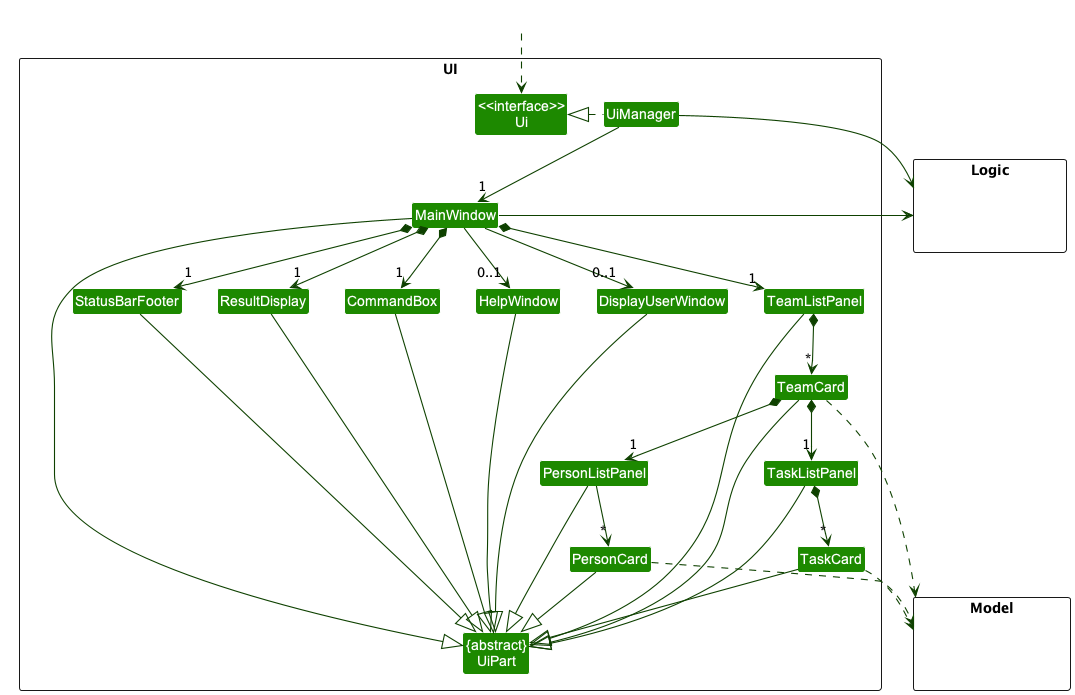 UI
<<interface>>
Ui
UiManager
Logic
1
MainWindow
1
1
1
0..1
0..1
1
StatusBarFooter
ResultDisplay
CommandBox
HelpWindow
DisplayUserWindow
TeamListPanel
*
TeamCard
1
1
PersonListPanel
TaskListPanel
*
*
PersonCard
TaskCard
Model
{abstract}
UiPart